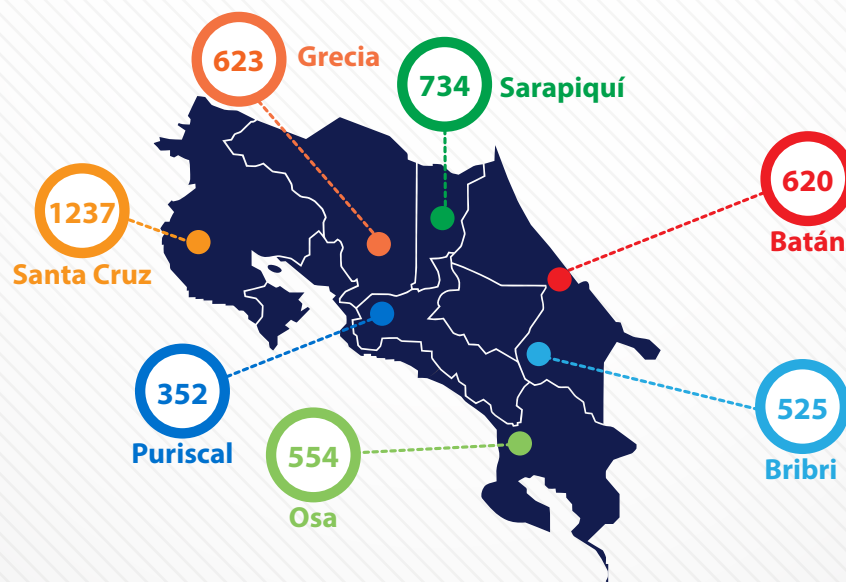 623
Grecia
734
Sarapiquí
620
Batán
1237
Santa Cruz
352
Puriscal
554
Osa
525
Bribri